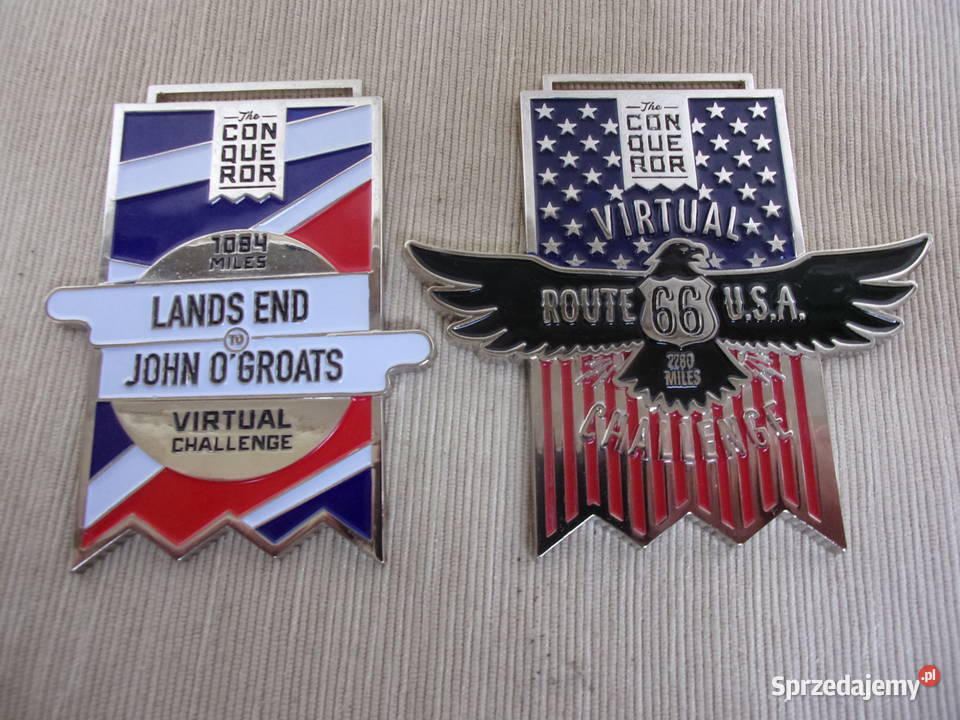 The
CON
QUE
ROR
1084
MILES
LANDS END
TO
JOHN O'GROATS
VIRTUAL
CHALLENGE
The
CON
QUE
ROR
VIRTUAL
ROUTE 66 U.S.A.
2280
MILES
CHALLENGE
Sprzedajemy.pl